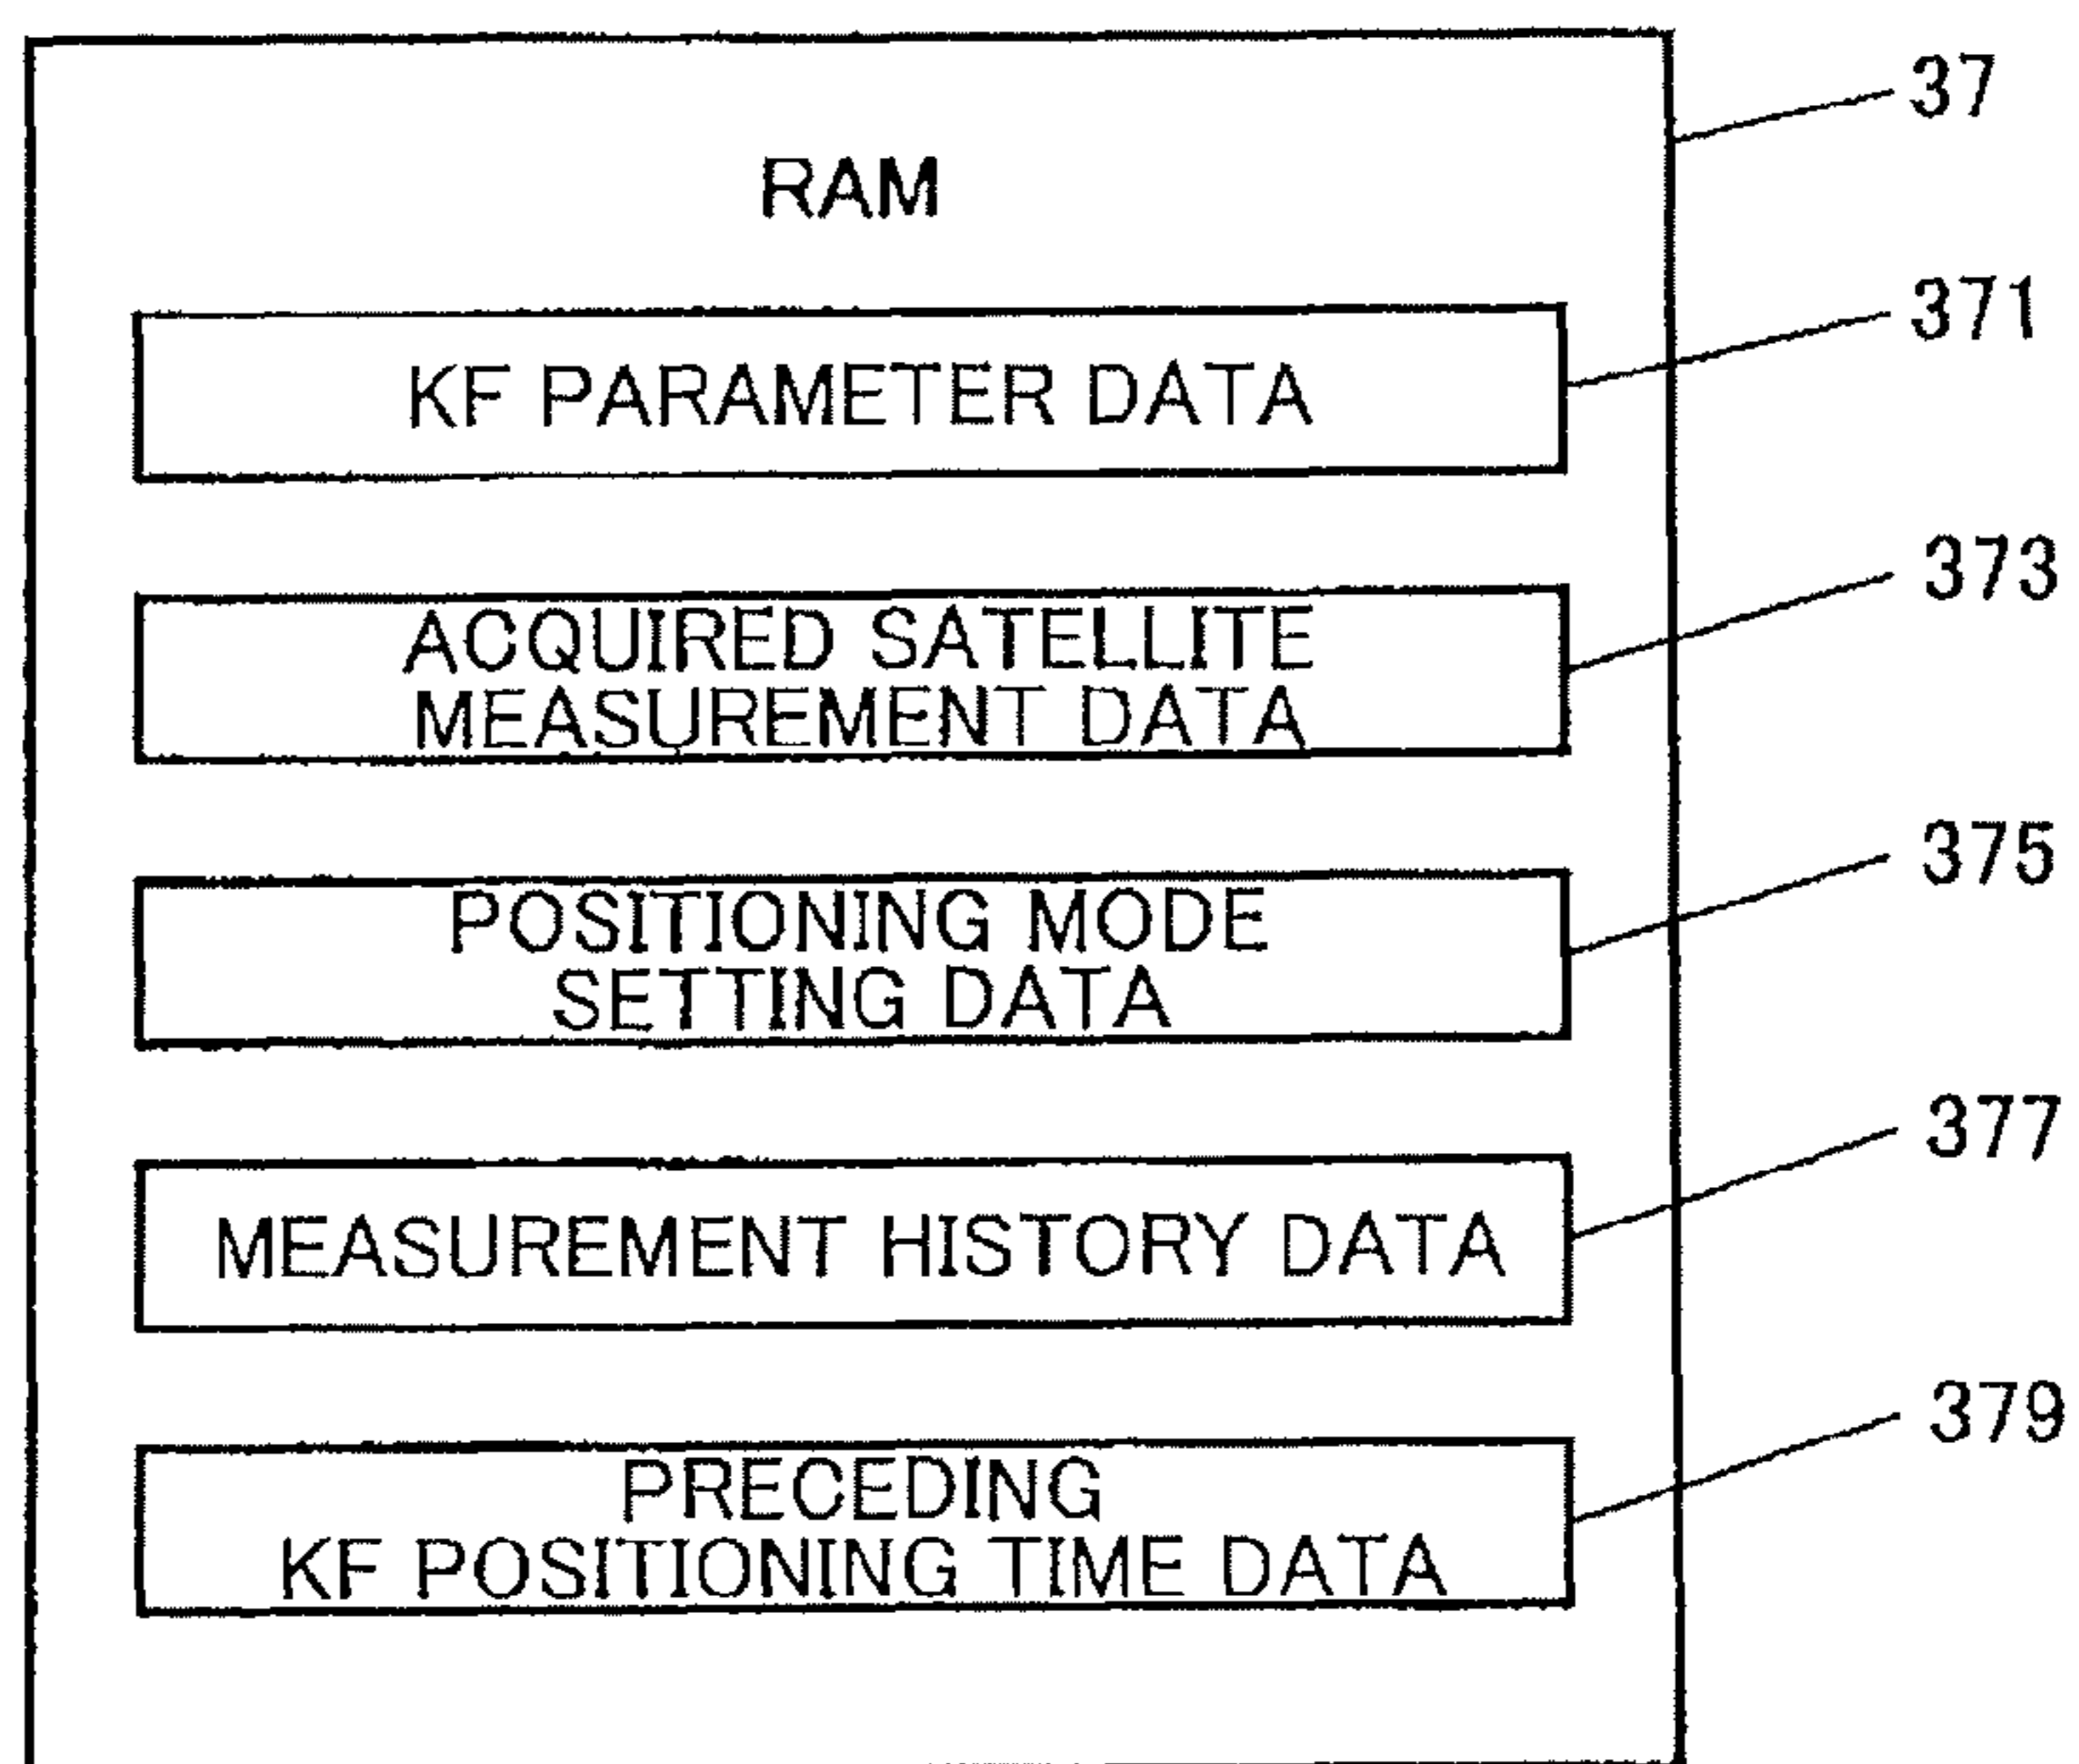 RAM
37
KF PARAMETER DATA
371
ACQUIRED SATELLITE
MEASUREMENT DATA
373
POSITIONING MODE
SETTING DATA
375
MEASUREMENT HISTORY DATA
377
PRECEDING
KF POSITIONING TIME DATA
379